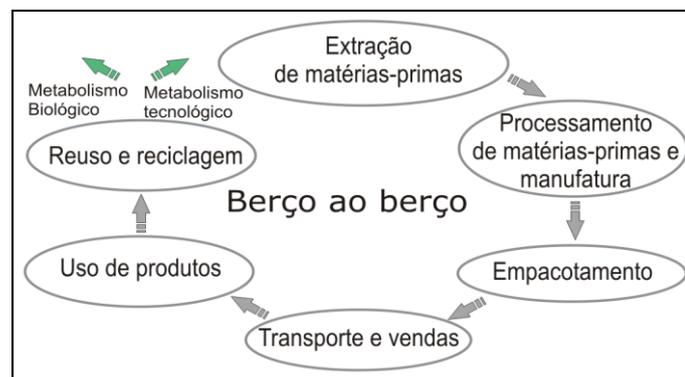 Extração
de matérias-primas
Metabolismo
Biológico
Metabolismo
tecnológico
Processamento
de matérias-primas e
manufatura
Reuso e reciclagem
Berço ao berço
Uso de produtos
Empacotamento
Transporte e vendas